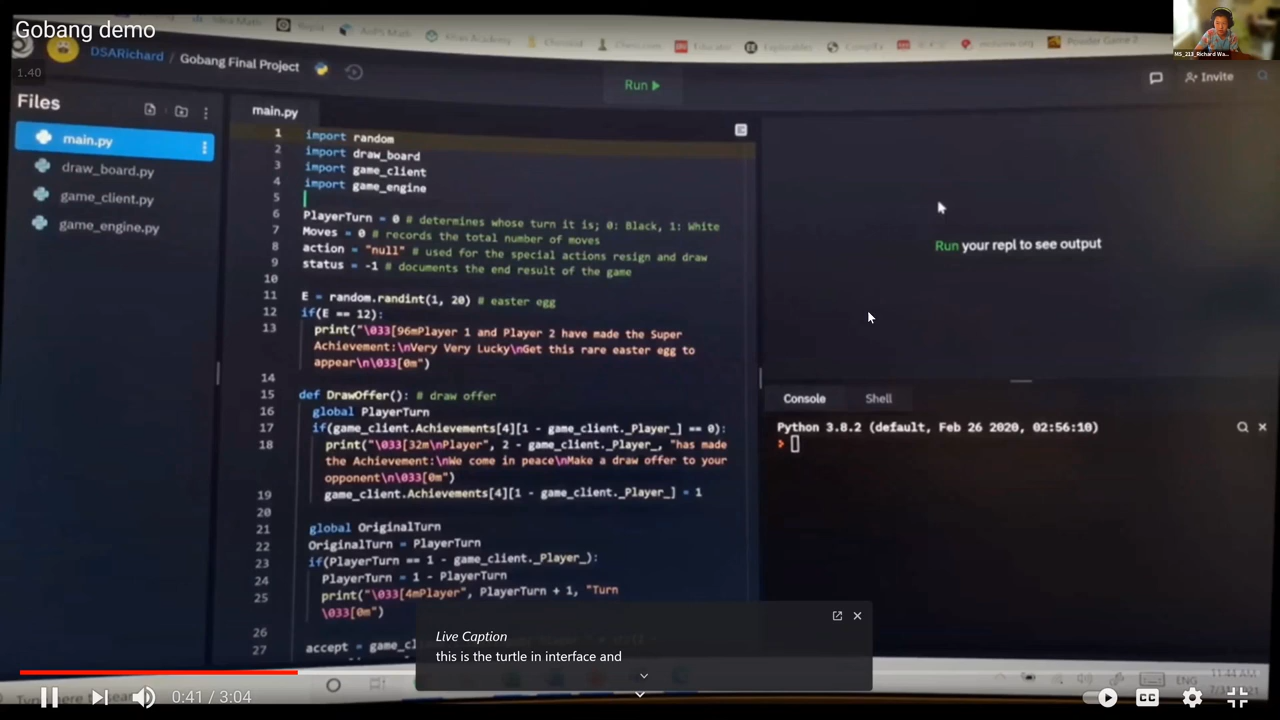 Gobang demo
DSARichard / Gobang Final Project
1.40
Run
Invite
Files
main.py
draw_board.py
game_client.py
game_engine.py
main.py
1 import random
2 import draw_board
3 import game_client
4 import game_engine
5
6 PlayerTurn = 0 # determines whose turn it is; 0: Black, 1: White
7 Moves = 0 # records the total number of moves
8 action = "null" # used for the special actions resign and draw
9 status = -1 # documents the end result of the game
10
11 E = random.randint(1, 20) # easter egg
12 if(E == 12):
13 print("\033[96mPlayer 1 and Player 2 have made the Super
Achievement:\nVery Very Lucky\nGet this rare easter egg to
appear\n\033[0m")
14
15 def DrawOffer(): # draw offer
16 global PlayerTurn
17 if(game_client.Achievements[4][1 - game_client._Player_] == 0):
18 print("\033[32m\nPlayer", 2 - game_client._Player_, "has made
the Achievement:\nWe come in peace\nMake a draw offer to your
opponent\n\033[0m")
19 game_client.Achievements[4][1 - game_client._Player_] = 1
20
21 global OriginalTurn
22 OriginalTurn = PlayerTurn
23 if(PlayerTurn == 1 - game_client._Player_):
24 PlayerTurn = 1 - PlayerTurn
25 print("\033[4mPlayer", PlayerTurn + 1, "Turn
\033[0m")
26
27 accept =
Run your repl to see output
Console
Shell
Python 3.8.2 (default, Feb 26 2020, 02:56:10)
>
Live Caption
this is the turtle in interface and
0:41 / 3:04
CC
ENG
11:44 AM